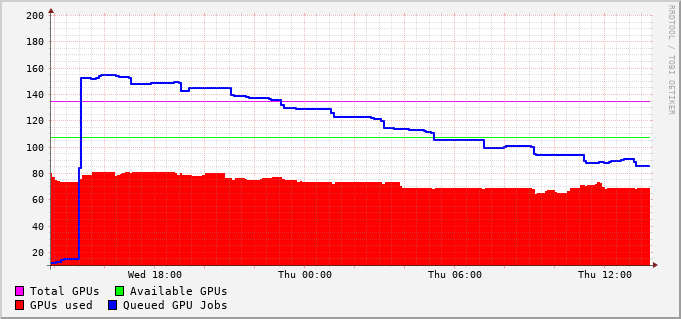 200
180
160
140
120
100
80
60
40
20
Wed 18:00 Thu 00:00 Thu 06:00 Thu 12:00
Total GPUs Available GPUs
GPUs used Queued GPU Jobs
RRDTOOL / TOBI OETIKER